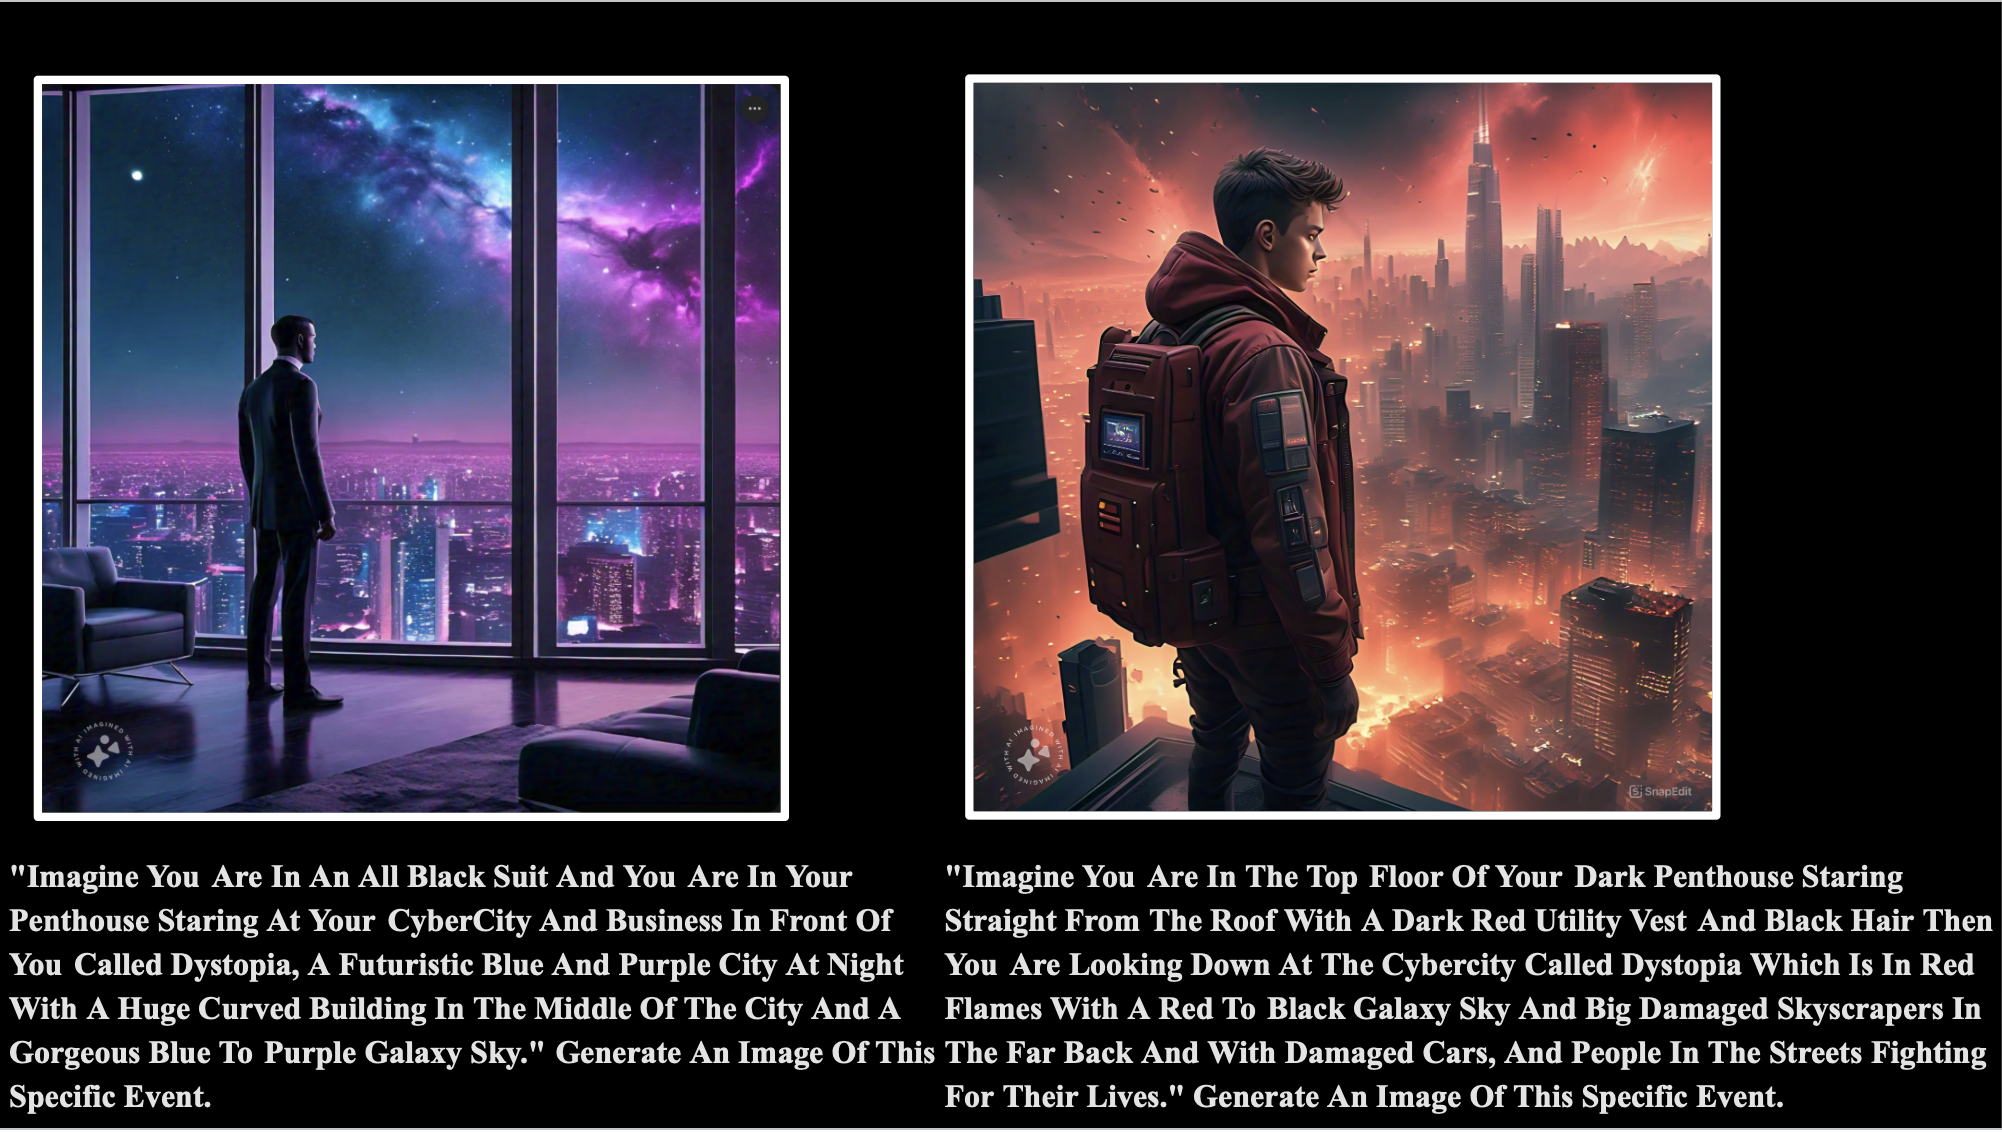 IMAGINED WITH AI
IMAGINED WITH AI
SnapEdit
"Imagine You Are In An All Black Suit And You Are In Your
Penthouse Staring At Your CyberCity And Business In Front Of
You Called Dystopia, A Futuristic Blue And Purple City At Night
With A Huge Curved Building In The Middle Of The City And A
Gorgeous Blue To Purple Galaxy Sky." Generate An Image Of This
Specific Event.
"Imagine You Are In The Top Floor Of Your Dark Penthouse Staring
Straight From The Roof With A Dark Red Utility Vest And Black Hair Then
You Are Looking Down At The Cybercity Called Dystopia Which Is In Red
Flames With A Red To Black Galaxy Sky And Big Damaged Skyscrapers In
The Far Back And With Damaged Cars, And People In The Streets Fighting
For Their Lives." Generate An Image Of This Specific Event.